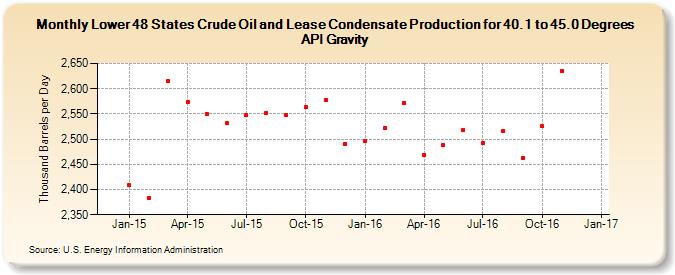 Monthly Lower 48 States Crude Oil and Lease Condensate Production for 40.1 to 45.0 Degrees
API Gravity
Thousand Barrels per Day
2,650
2,600
2,550
2,500
2,450
2,400
2,350
Jan-15 Apr-15 Jul-15 Oct-15 Jan-16 Apr-16 Jul-16 Oct-16 Jan-17
Source: U.S. Energy Information Administration